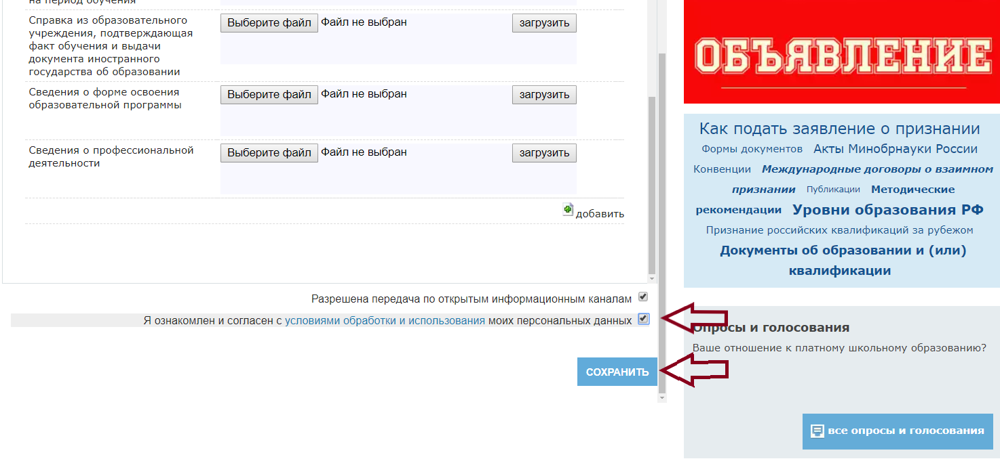 на период обучения
Справка из образовательного
учреждения, подтверждающая
факт обучения и выдачи
документа иностранного
государства об образовании
Выберите файл Файл не выбран загрузить
Сведения о форме освоения
образовательной программы
Выберите файл Файл не выбран загрузить
Сведения о профессиональной
деятельности
Выберите файл Файл не выбран загрузить
добавить
Разрешена передача по открытым информационным каналам
Я ознакомлен и согласен с условиями обработки и использования моих персональных данных
СОХРАНИТЬ
ОБЪЯВЛЕНИЕ
Как подать заявление о признании
Формы документов Акты Минобрнауки России
Конвенции Международные договоры о взаимном
признании Публикации Методические
рекомендации Уровни образования РФ
Признание российских квалификаций за рубежом
Документы об образовании и (или)
квалификации
Опросы и голосования
Ваше отношение к платному школьному образованию?
все опросы и голосования